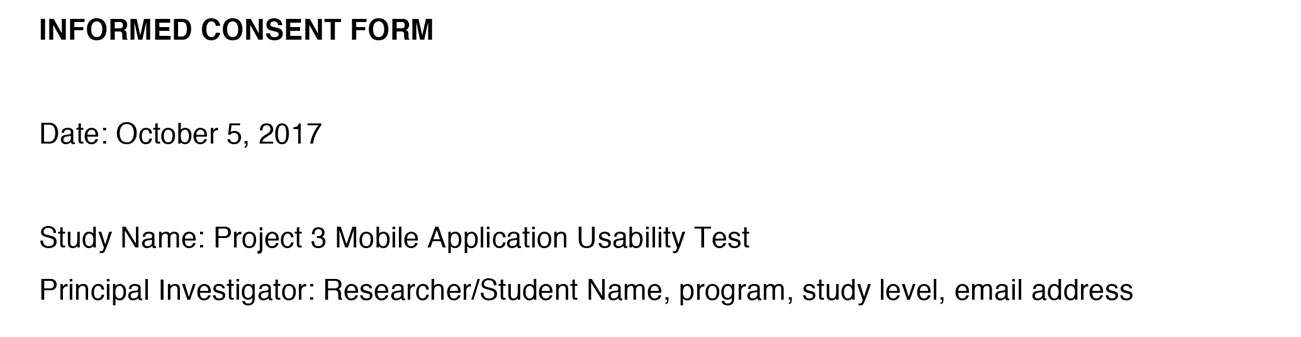 INFORMED CONSENT FORM
Date: October 5, 2017
Study Name: Project 3 Mobile Application Usability Test
Principal Investigator: Researcher/Student Name, program, study level, email address